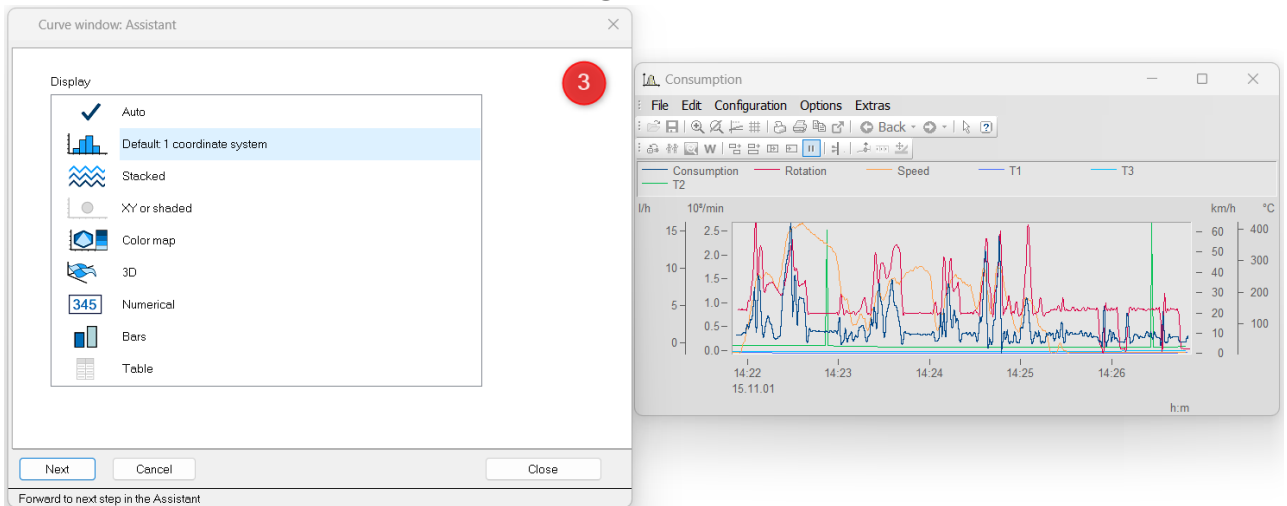 Curve window: Assistant
Display
3
Auto
Default: 1 coordinate system
Stacked
XY or shaded
Color map
3D
345 Numerical
Bars
Table
Next Cancel Close
Forward to next step in the Assistant
Consumption
File Edit Configuration Options Extras
Back
W
Consumption Rotation Speed T1 T3
T2
l/h 10³/min km/h °C
15 2.5 60 400
2.0 50 300
10 1.5 40
1.0 30 200
5 20
0.5 10 100
0 0.0 0
14:22 14:23 14:24 14:25 14:26
15.11.01
h:m